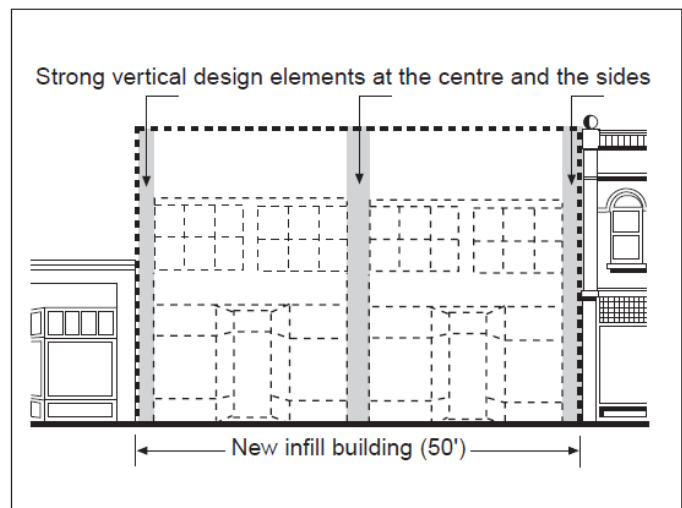 Strong vertical design elements at the centre and the sides
New infill building (50')